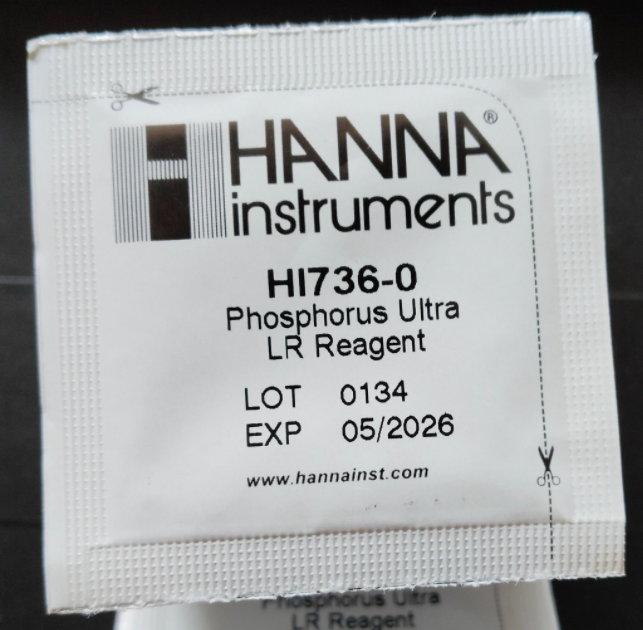 HANNA®
instruments
HI736-0
Phosphorus Ultra
LR Reagent
LOT 0134
EXP 05/2026
www.hannainst.com
Phosphorus Ultra
LR Reagent